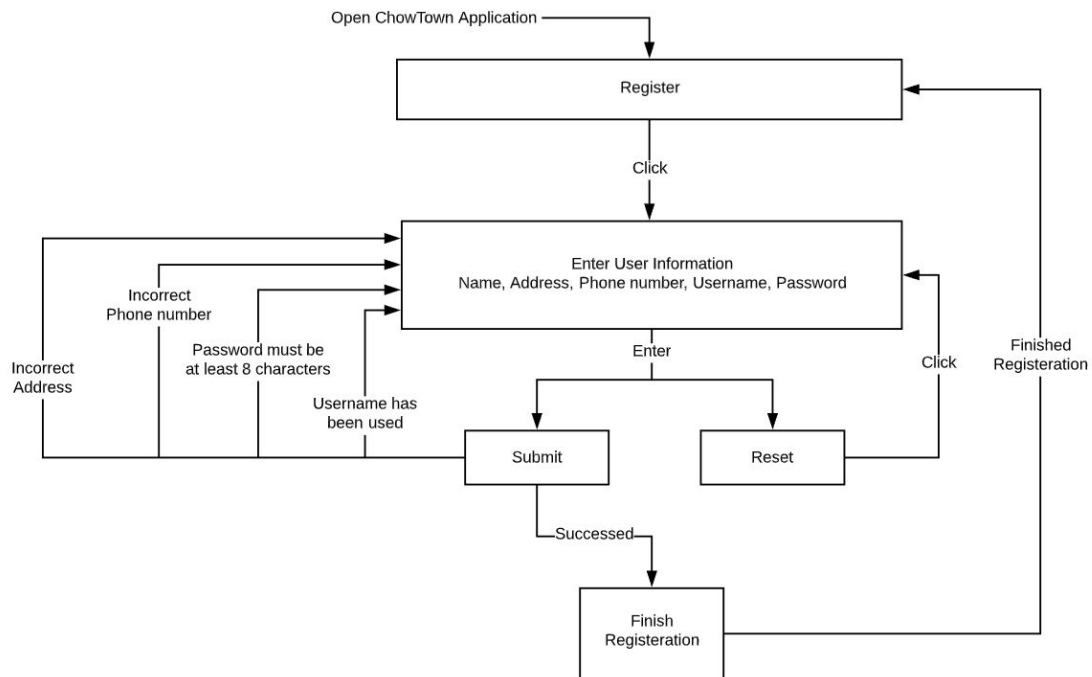 Open ChowTown Application
Register
Click
Enter User Information
Name, Address, Phone number, Username, Password
Incorrect
Phone number
Incorrect
Address
Password must be
at least 8 characters
Username has
been used
Enter
Click
Finished
Registeration
Submit
Reset
Successed
Finish
Registeration